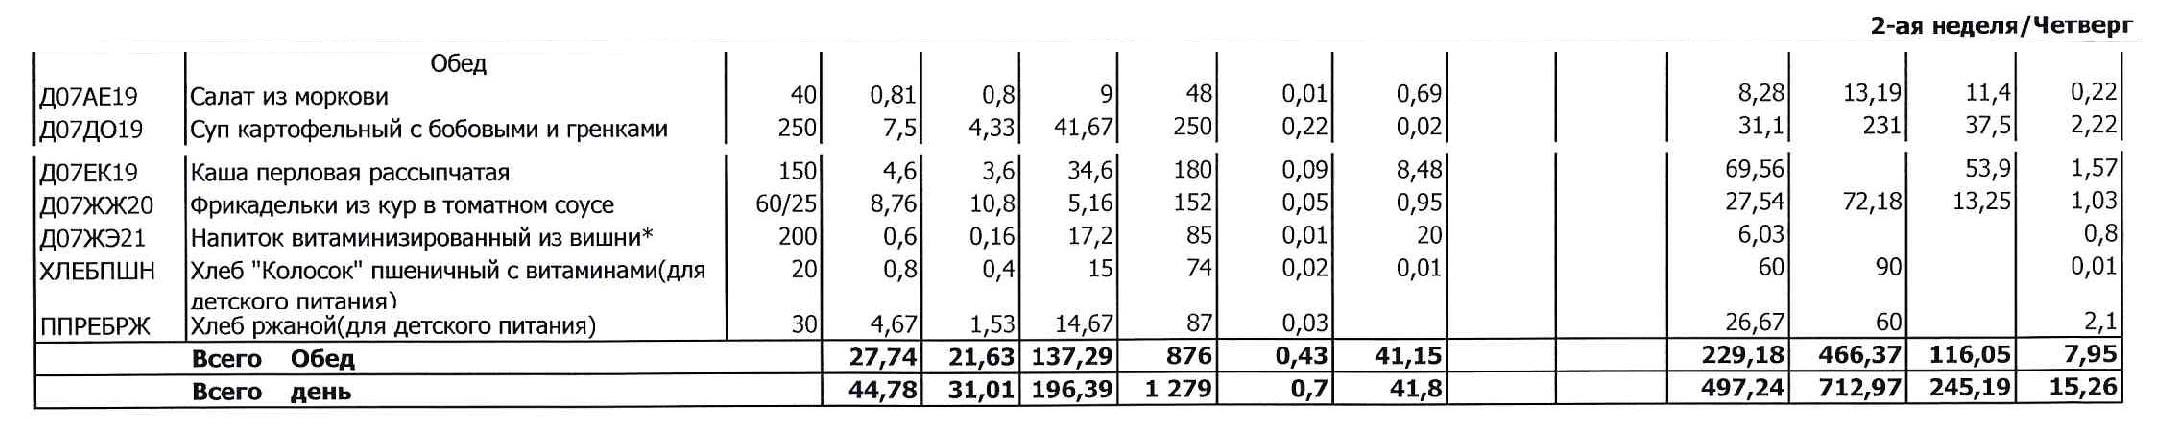 2-ая неделя/Четверг
Обед
Д07АЕ19 Салат из моркови 40 0,81 0,8 9 48 0,01 0,69 8,28 13,19 11,4 0,22
Д07ДО19 Суп картофельный с бобовыми и гренками 250 7,5 4,33 41,67 250 0,22 0,02 31,1 231 37,5 2,22
Д07ЕК19 Каша перловая рассыпчатая 150 4,6 3,6 34,6 180 0,09 8,48 69,56 53,9 1,57
Д07ЖЖ20 Фрикадельки из кур в томатном соусе 60/25 8,76 10,8 5,16 152 0,05 0,95 27,54 72,18 13,25 1,03
Д07ЖЭ21 Напиток витаминизированный из вишни* 200 0,6 0,16 17,2 85 0,01 20 6,03 0,8
ХЛЕБПШН Хлеб "Колосок" пшеничный с витаминами(для 20 0,8 0,4 15 74 0,02 0,01 60 90 0,01
детского питания)
ППРЕБРЖ Хлеб ржаной(для детского питания) 30 4,67 1,53 14,67 87 0,03 26,67 60 2,1
Всего Обед 27,74 21,63 137,29 876 0,43 41,15 229,18 466,37 116,05 7,95
Всего день 44,78 31,01 196,39 1 279 0,7 41,8 497,24 712,97 245,19 15,26